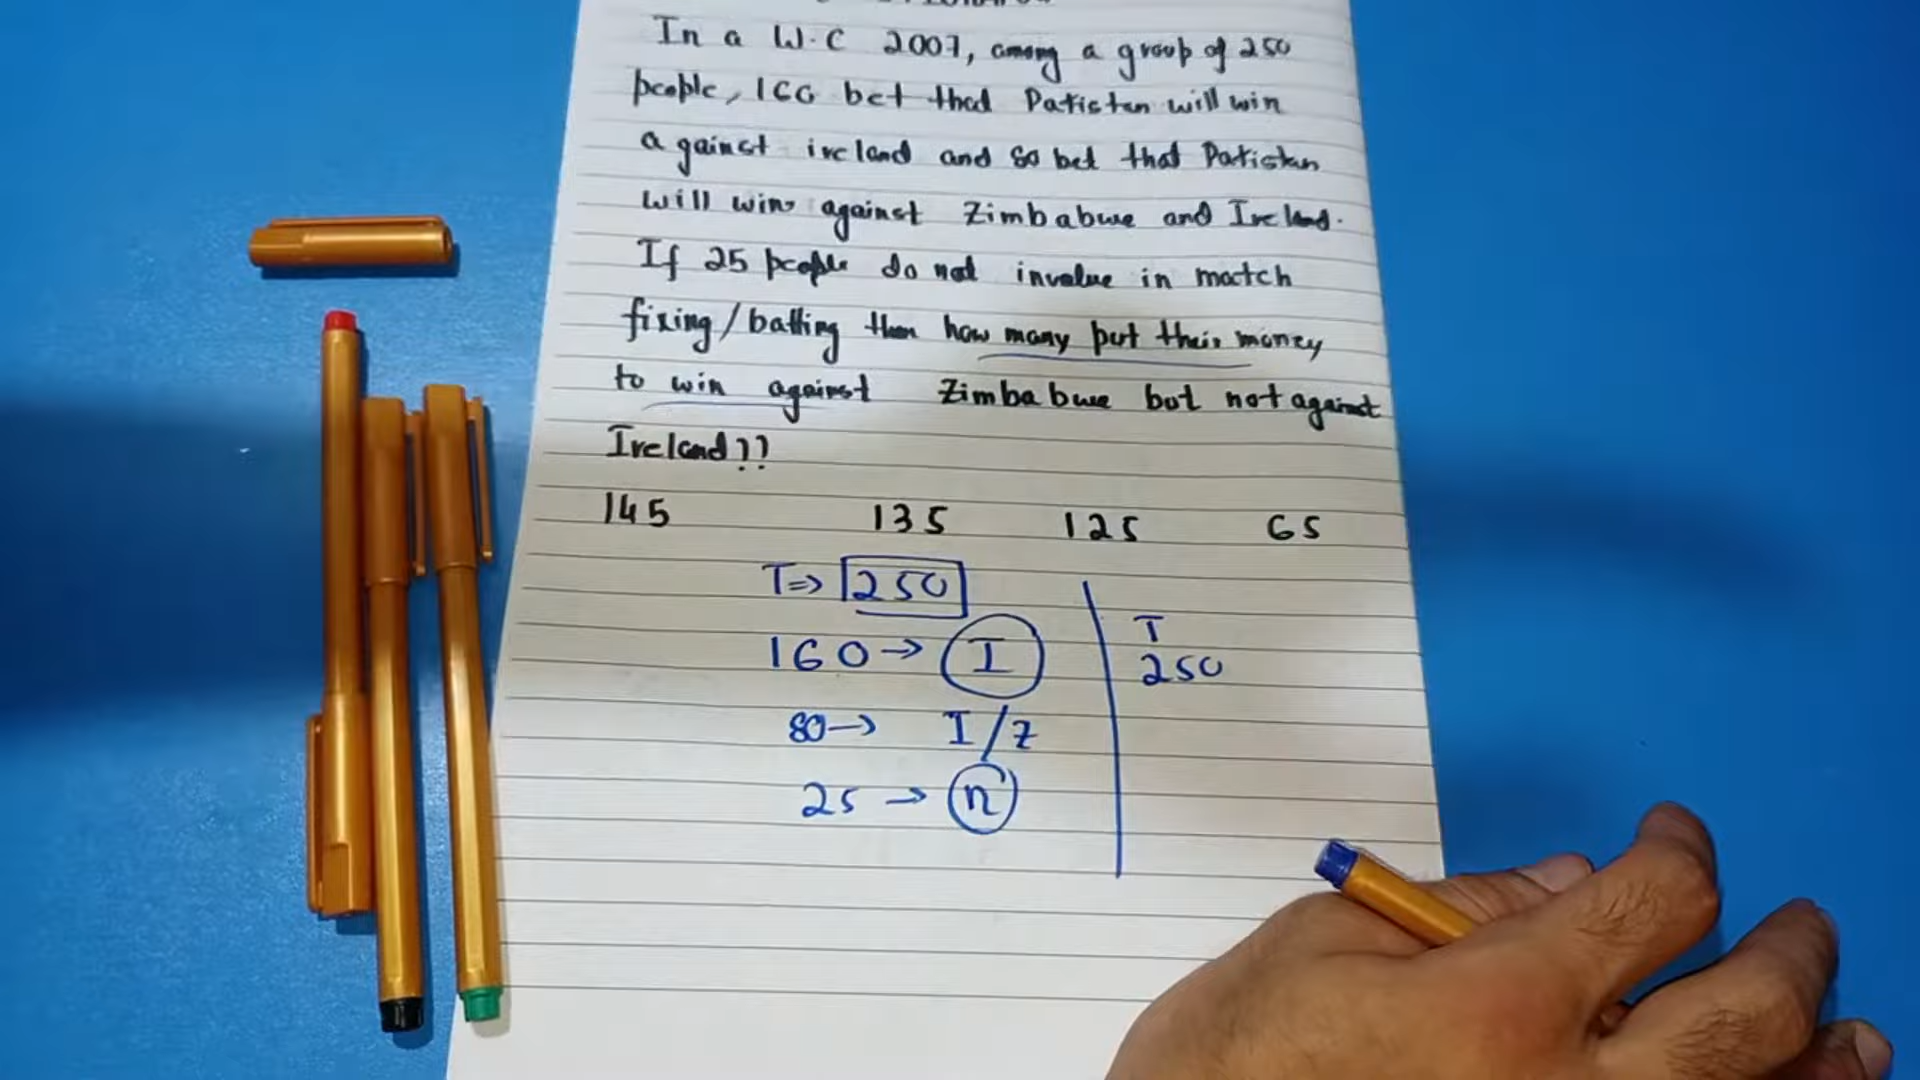 In a W.C 2007, among a group of 250
people, 160 bet that Pakistan will win
against ireland and 80 bet that Pakistan
will win against Zimbabwe and Ireland.
If 25 people do not involve in match
fixing/batting then how many put their money
to win against Zimbabwe but not against
Ireland??
145 135 125 65
T=> 250
160 → I
80 → I/Z
25 → n
T
250